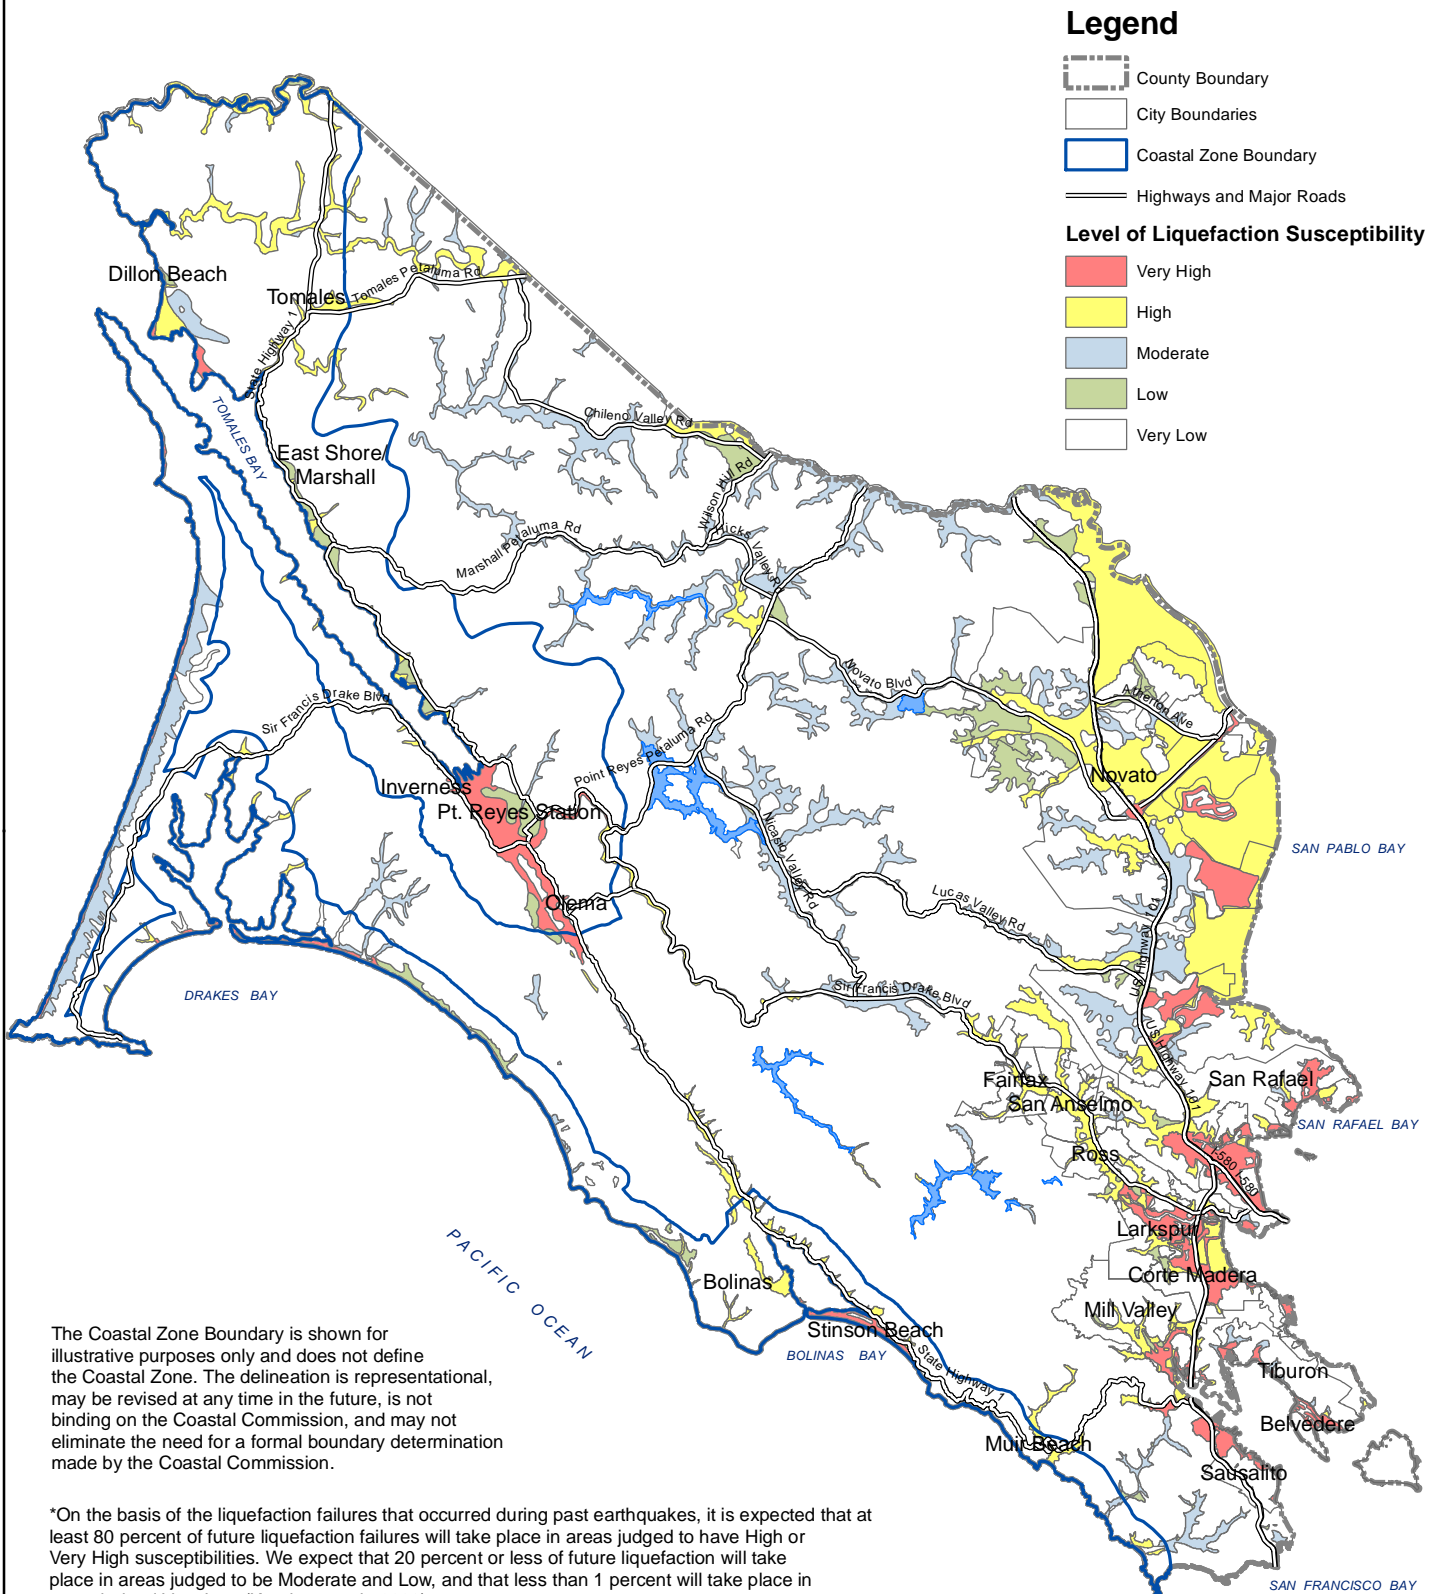 Legend
County Boundary
City Boundaries
Coastal Zone Boundary
Highways and Major Roads
Level of Liquefaction Susceptibility
Very High
High
Moderate
Low
Very Low
Dillon Beach
Tomales
Tomales Petaluma Rd
State Highway 1
TOMALES BAY
East Shore/
Marshall
Chileno Valley Rd
Wilson Hill Rd
Marshall Petaluma Rd
Hicks Valley Rd
Novato Blvd
Atherton Ave
Sir Francis Drake Blvd
Point Reyes Petaluma Rd
Inverness
Pt. Reyes Station
Novato
Nicasio Valley Rd
SAN PABLO BAY
Olema
Lucas Valley Rd
US Highway 101
DRAKES BAY
Sir Francis Drake Blvd
US Highway 101
Fairfax
San Rafael
San Anselmo
SAN RAFAEL BAY
Ross
I-580
I-580
Larkspur
PACIFIC OCEAN
Bolinas
Corte Madera
Mill Valley
Stinson Beach
BOLINAS BAY
State Highway 1
Tiburon
Belvedere
Muir Beach
Sausalito
SAN FRANCISCO BAY
The Coastal Zone Boundary is shown for
illustrative purposes only and does not define
the Coastal Zone. The delineation is representational,
may be revised at any time in the future, is not
binding on the Coastal Commission, and may not
eliminate the need for a formal boundary determination
made by the Coastal Commission.
*On the basis of the liquefaction failures that occurred during past earthquakes, it is expected that at
least 80 percent of future liquefaction failures will take place in areas judged to have High or
Very High susceptibilities. We expect that 20 percent or less of future liquefaction will take
place in areas judged to be Moderate and Low, and that less than 1 percent will take place in